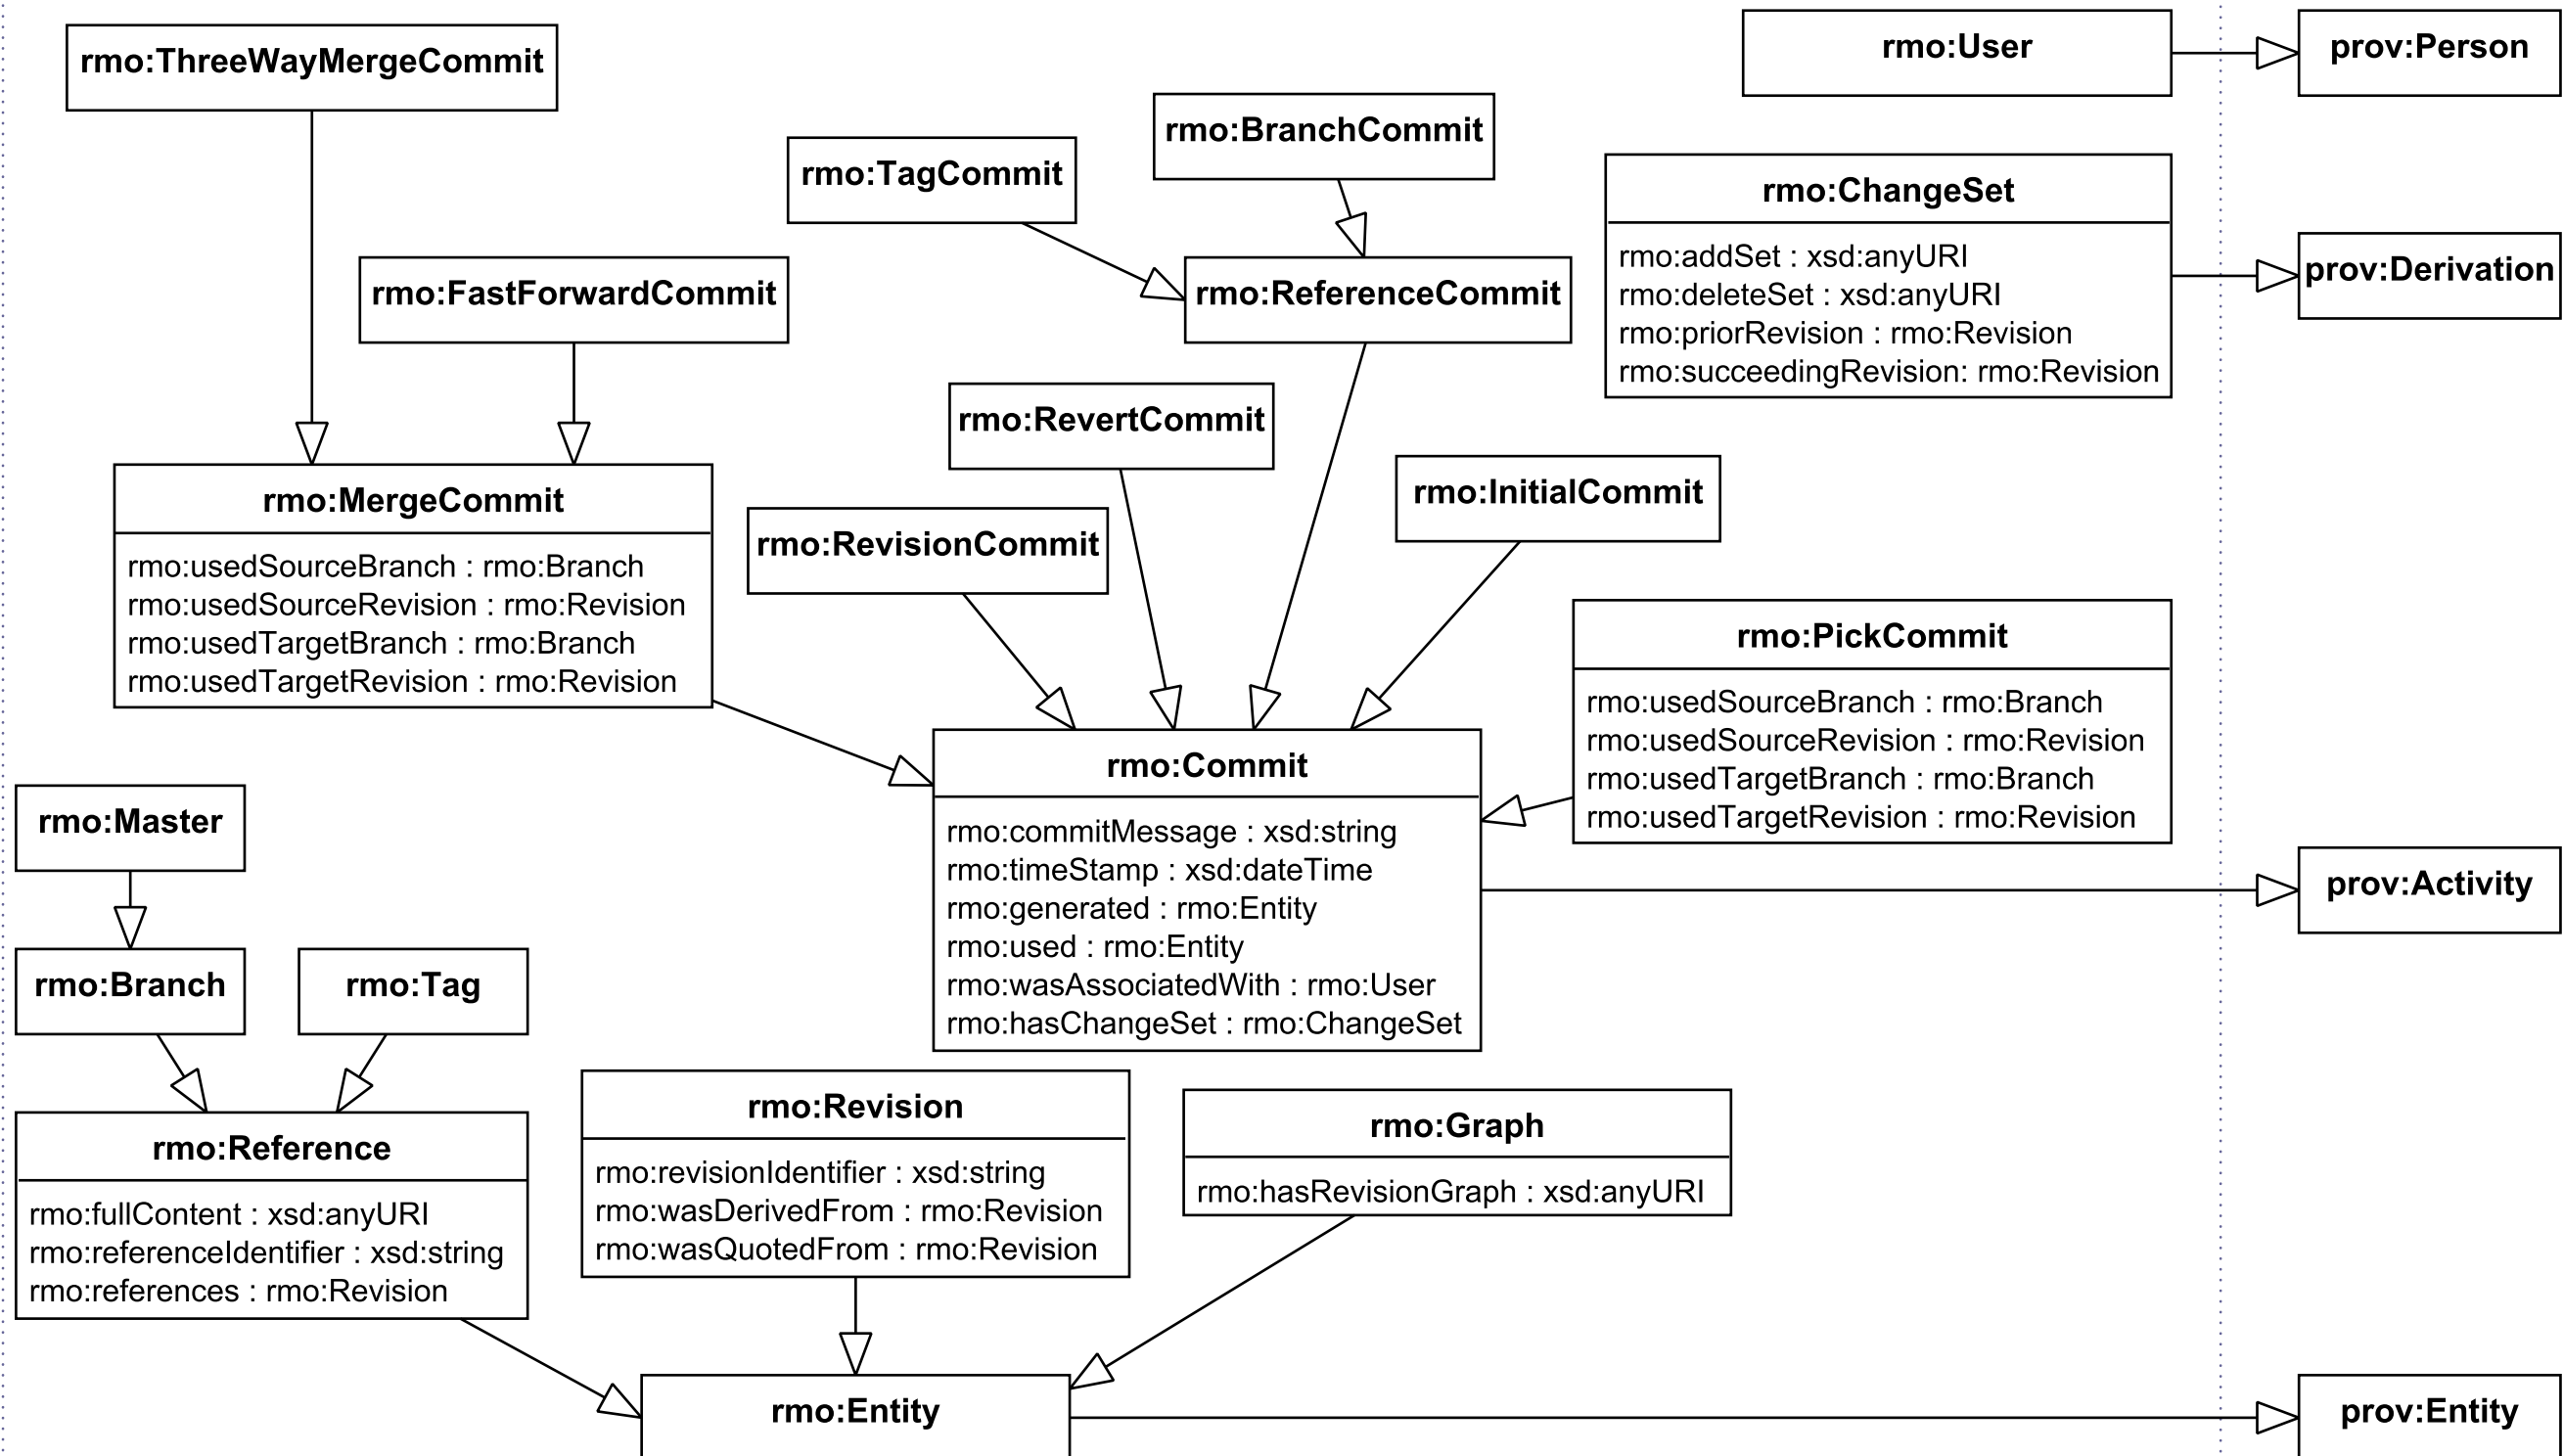 rmo:ThreeWayMergeCommit
rmo:User
prov:Person
rmo:BranchCommit
rmo:TagCommit
rmo:ChangeSet
rmo:addSet : xsd:anyURI
rmo:deleteSet : xsd:anyURI
rmo:priorRevision : rmo:Revision
rmo:succeedingRevision: rmo:Revision
prov:Derivation
rmo:FastForwardCommit
rmo:ReferenceCommit
rmo:RevertCommit
rmo:MergeCommit
rmo:usedSourceBranch : rmo:Branch
rmo:usedSourceRevision : rmo:Revision
rmo:usedTargetBranch : rmo:Branch
rmo:usedTargetRevision : rmo:Revision
rmo:RevisionCommit
rmo:InitialCommit
rmo:PickCommit
rmo:usedSourceBranch : rmo:Branch
rmo:usedSourceRevision : rmo:Revision
rmo:usedTargetBranch : rmo:Branch
rmo:usedTargetRevision : rmo:Revision
rmo:Commit
rmo:commitMessage : xsd:string
rmo:timeStamp : xsd:dateTime
rmo:generated : rmo:Entity
rmo:used : rmo:Entity
rmo:wasAssociatedWith : rmo:User
rmo:hasChangeSet : rmo:ChangeSet
prov:Activity
rmo:Master
rmo:Branch
rmo:Tag
rmo:Reference
rmo:fullContent : xsd:anyURI
rmo:referenceIdentifier : xsd:string
rmo:references : rmo:Revision
rmo:Revision
rmo:revisionIdentifier : xsd:string
rmo:wasDerivedFrom : rmo:Revision
rmo:wasQuotedFrom : rmo:Revision
rmo:Graph
rmo:hasRevisionGraph : xsd:anyURI
rmo:Entity
prov:Entity